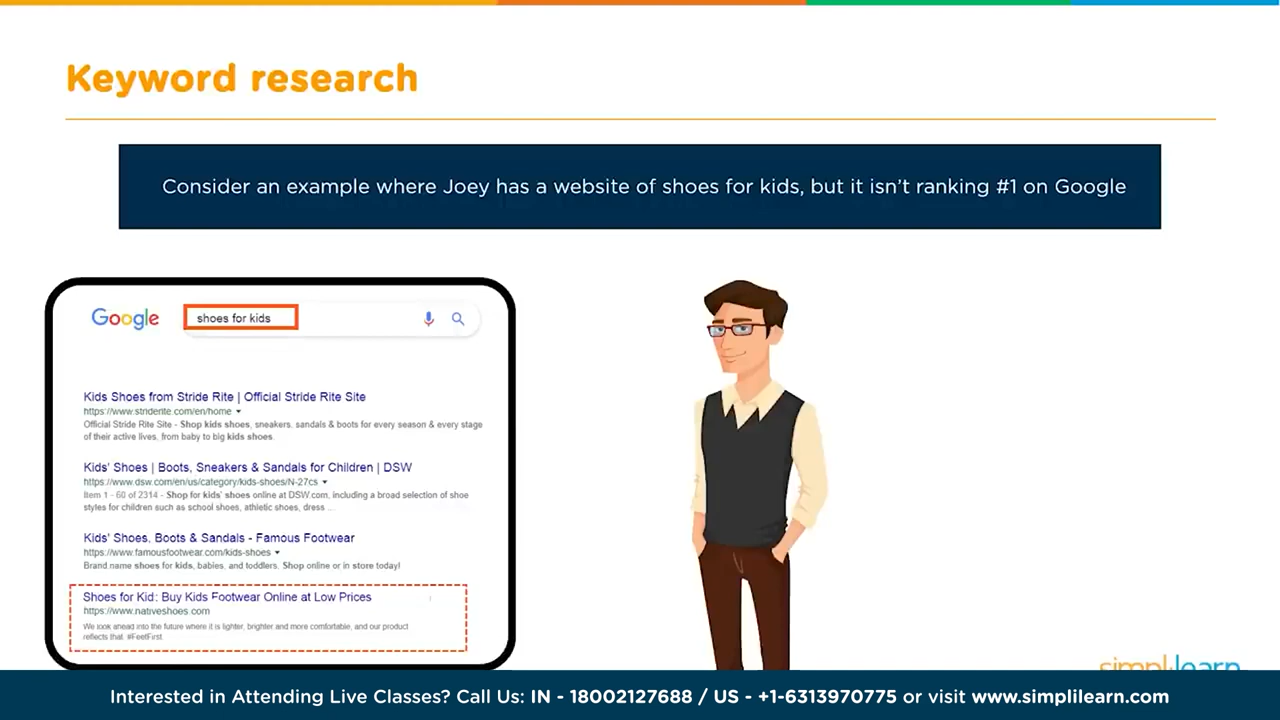 Keyword research
Consider an example where Joey has a website of shoes for kids, but it isn't ranking #1 on Google
Google
shoes for kids
Kids Shoes from Stride Rite | Official Stride Rite Site
https://www.striderite.com/en/home
Official Stride Rite Site - Shop kids shoes, sneakers, sandals & boots for every season & every stage
of their active lives, from baby to big kids shoes.
Kids' Shoes | Boots, Sneakers & Sandals for Children | DSW
https://www.dsw.com/en/us/category/kids-shoes/N-27cs
Item 1 - 60 of 2314 - Shop for kids' shoes online at DSW.com, including a broad selection of shoe
styles for children such as school shoes, athletic shoes, dress ...
Kids' Shoes, Boots & Sandals - Famous Footwear
https://www.famousfootwear.com/kids-shoes
Brand name shoes for kids, babies, and toddlers. Shop online or in store today!
Shoes for Kid: Buy Kids Footwear Online at Low Prices
https://www.nativeshoes.com
We look ahead into the future where it is lighter, brighter and more comfortable, and our product
reflects that. #FeetFirst
simplilearn
Interested in Attending Live Classes? Call Us: IN - 18002127688 / US - +1-6313970775 or visit www.simplilearn.com